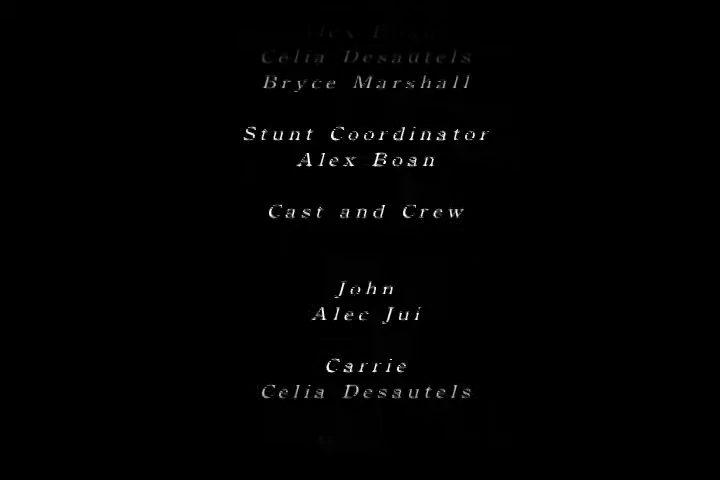 Celia Desautels
Bryce Marshall
Stunt Coordinator
Alex Boan
Cast and Crew
John
Alec Jui
Carrie
Celia Desautels